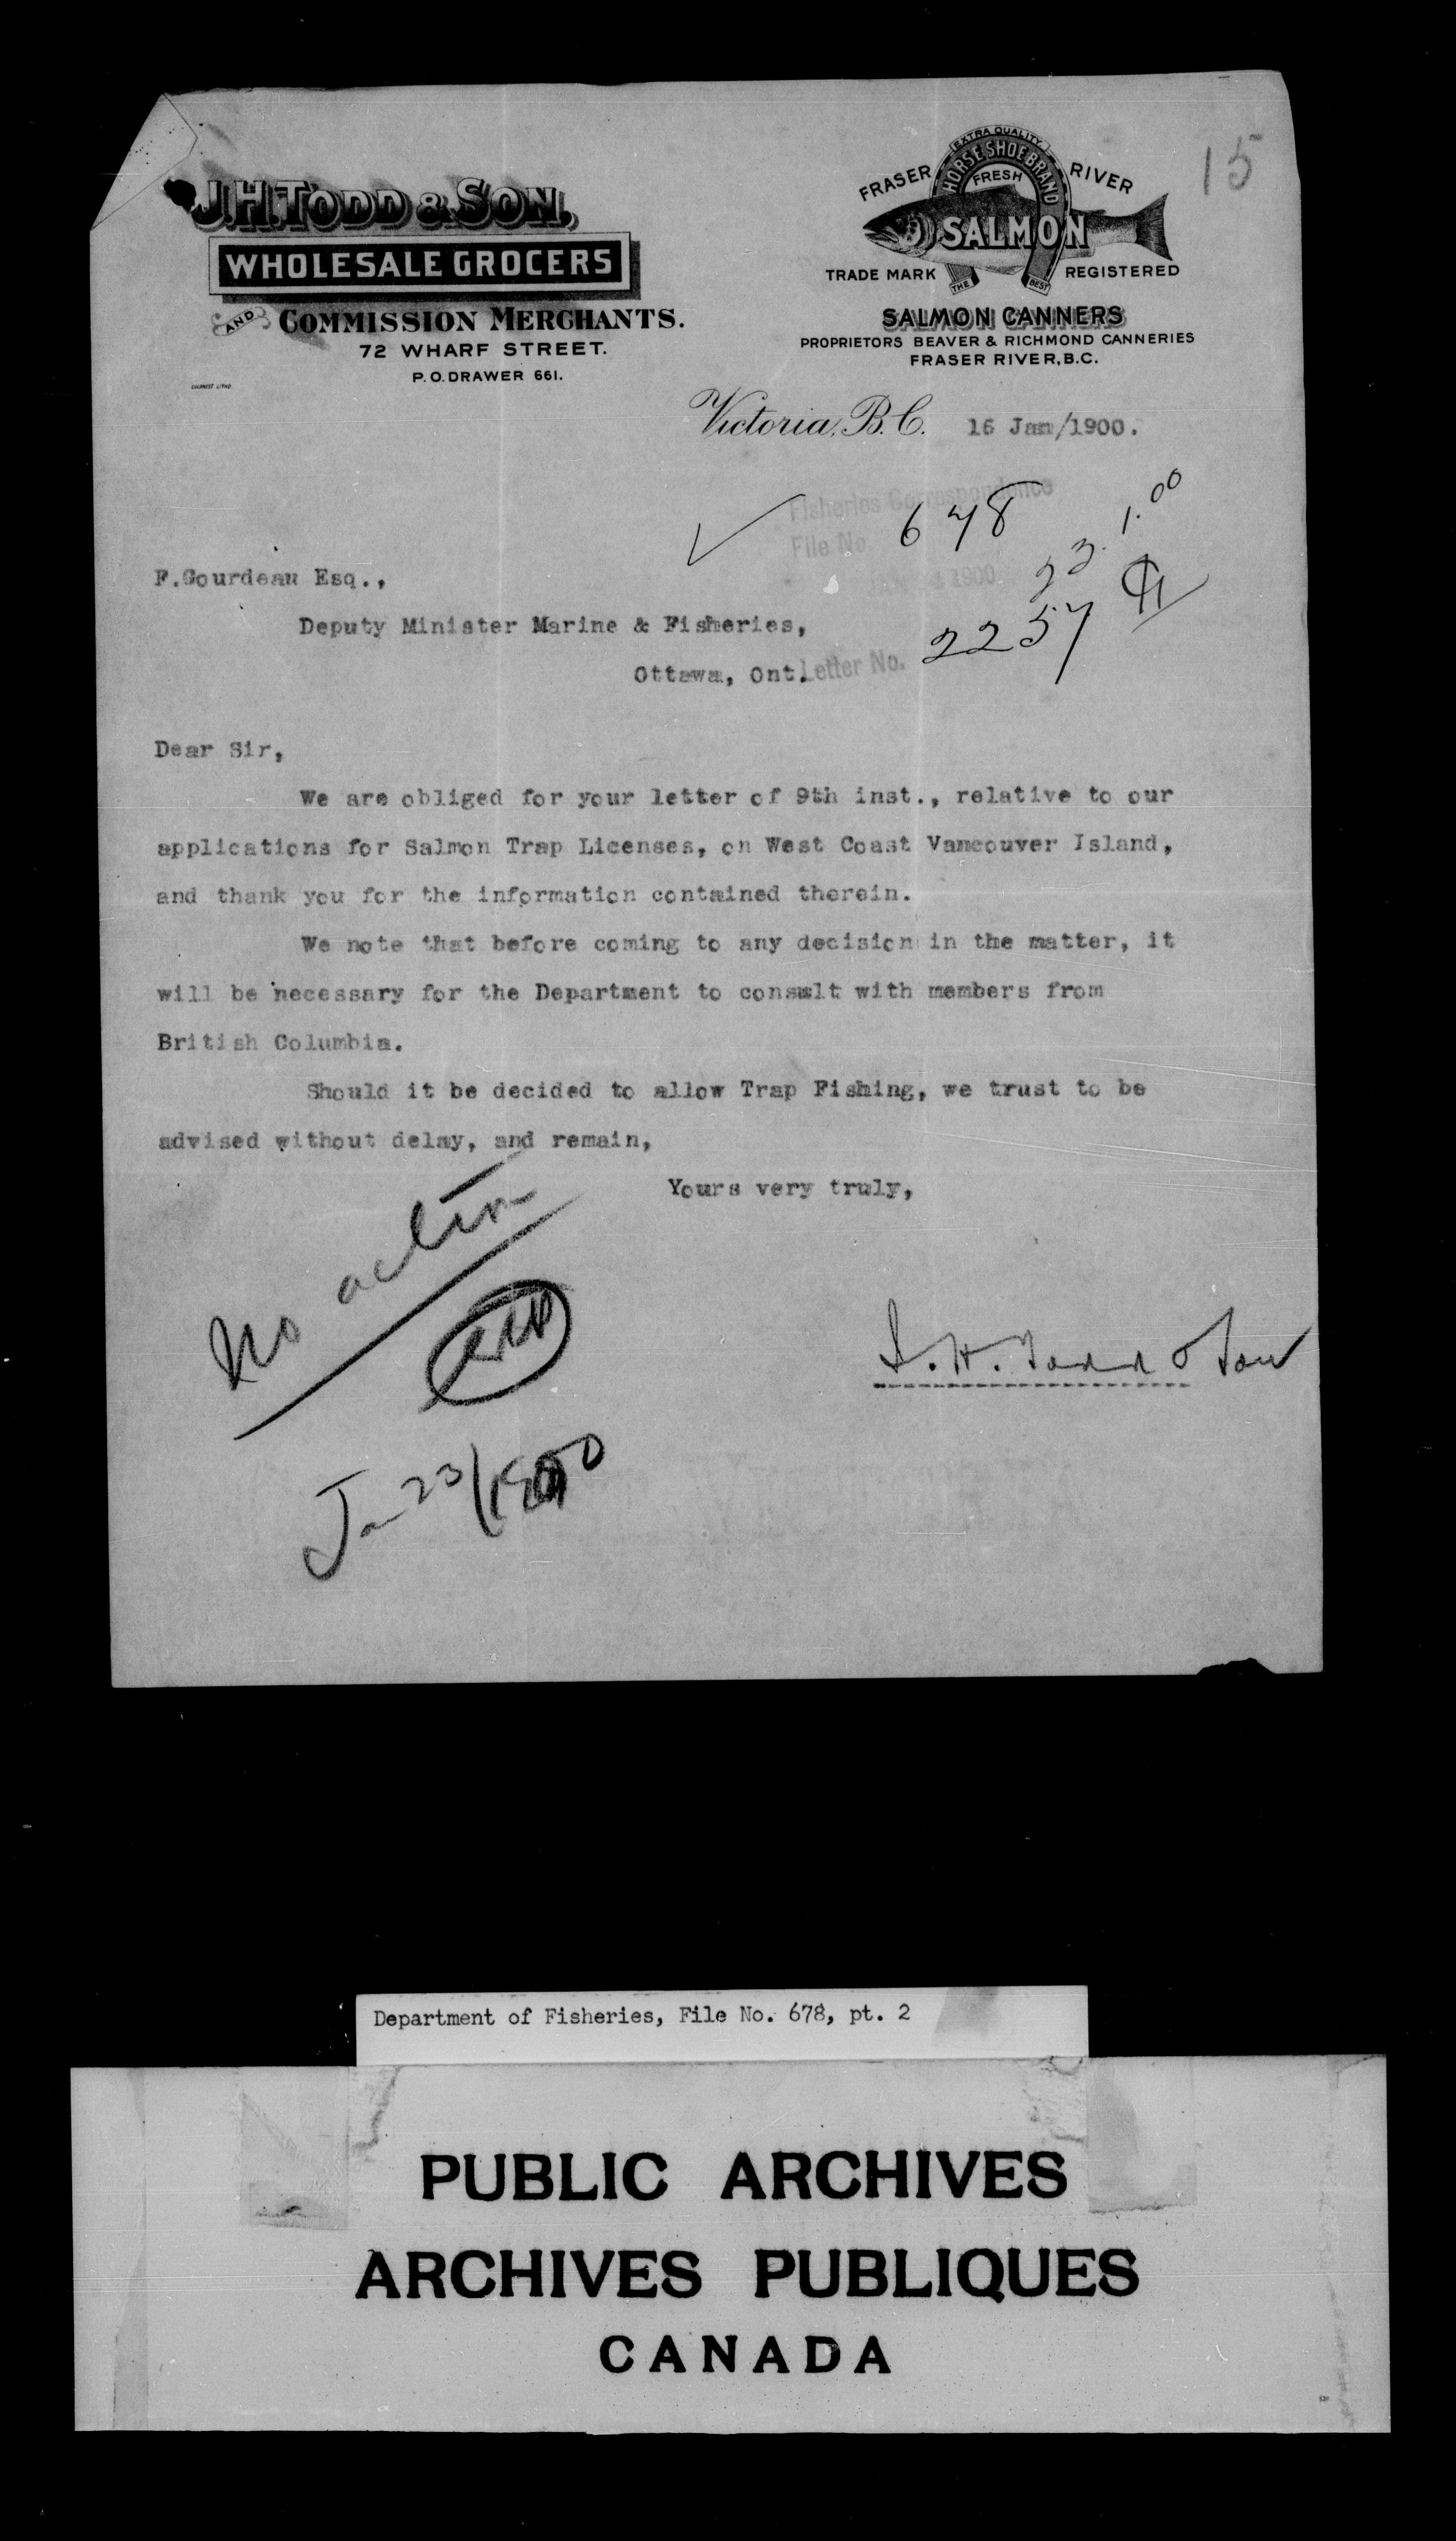 15
J.H. TODD & SON,
WHOLESALE GROCERS
AND COMMISSION MERCHANTS.
72 WHARF STREET.
P.O. DRAWER 661.
EXTRA QUALITY
HORSE SHOE BRAND
FRASER RIVER
FRESH
SALMON
TRADE MARK REGISTERED
THE BEST
SALMON CANNERS
PROPRIETORS BEAVER & RICHMOND CANNERIES
FRASER RIVER, B.C.
Victoria, B.C. 16 Jan/1900.
Fisheries Correspondence
File No. 678
1.00
23.
1900
F.Gourdeau Esq.,
Deputy Minister Marine & Fisheries,
Ottawa, Ont.
Letter No. 2257
Dear Sir,
We are obliged for your letter of 9th inst., relative to our
applications for Salmon Trap Licenses, on West Coast Vancouver Island,
and thank you for the information contained therein.
We note that before coming to any decision in the matter, it
will be necessary for the Department to consult with members from
British Columbia.
Should it be decided to allow Trap Fishing, we trust to be
advised without delay, and remain,
Yours very truly,
No action
J.H. Todd & Son
Jan 23/1900
Department of Fisheries, File No. 678, pt. 2
PUBLIC ARCHIVES
ARCHIVES PUBLIQUES
CANADA